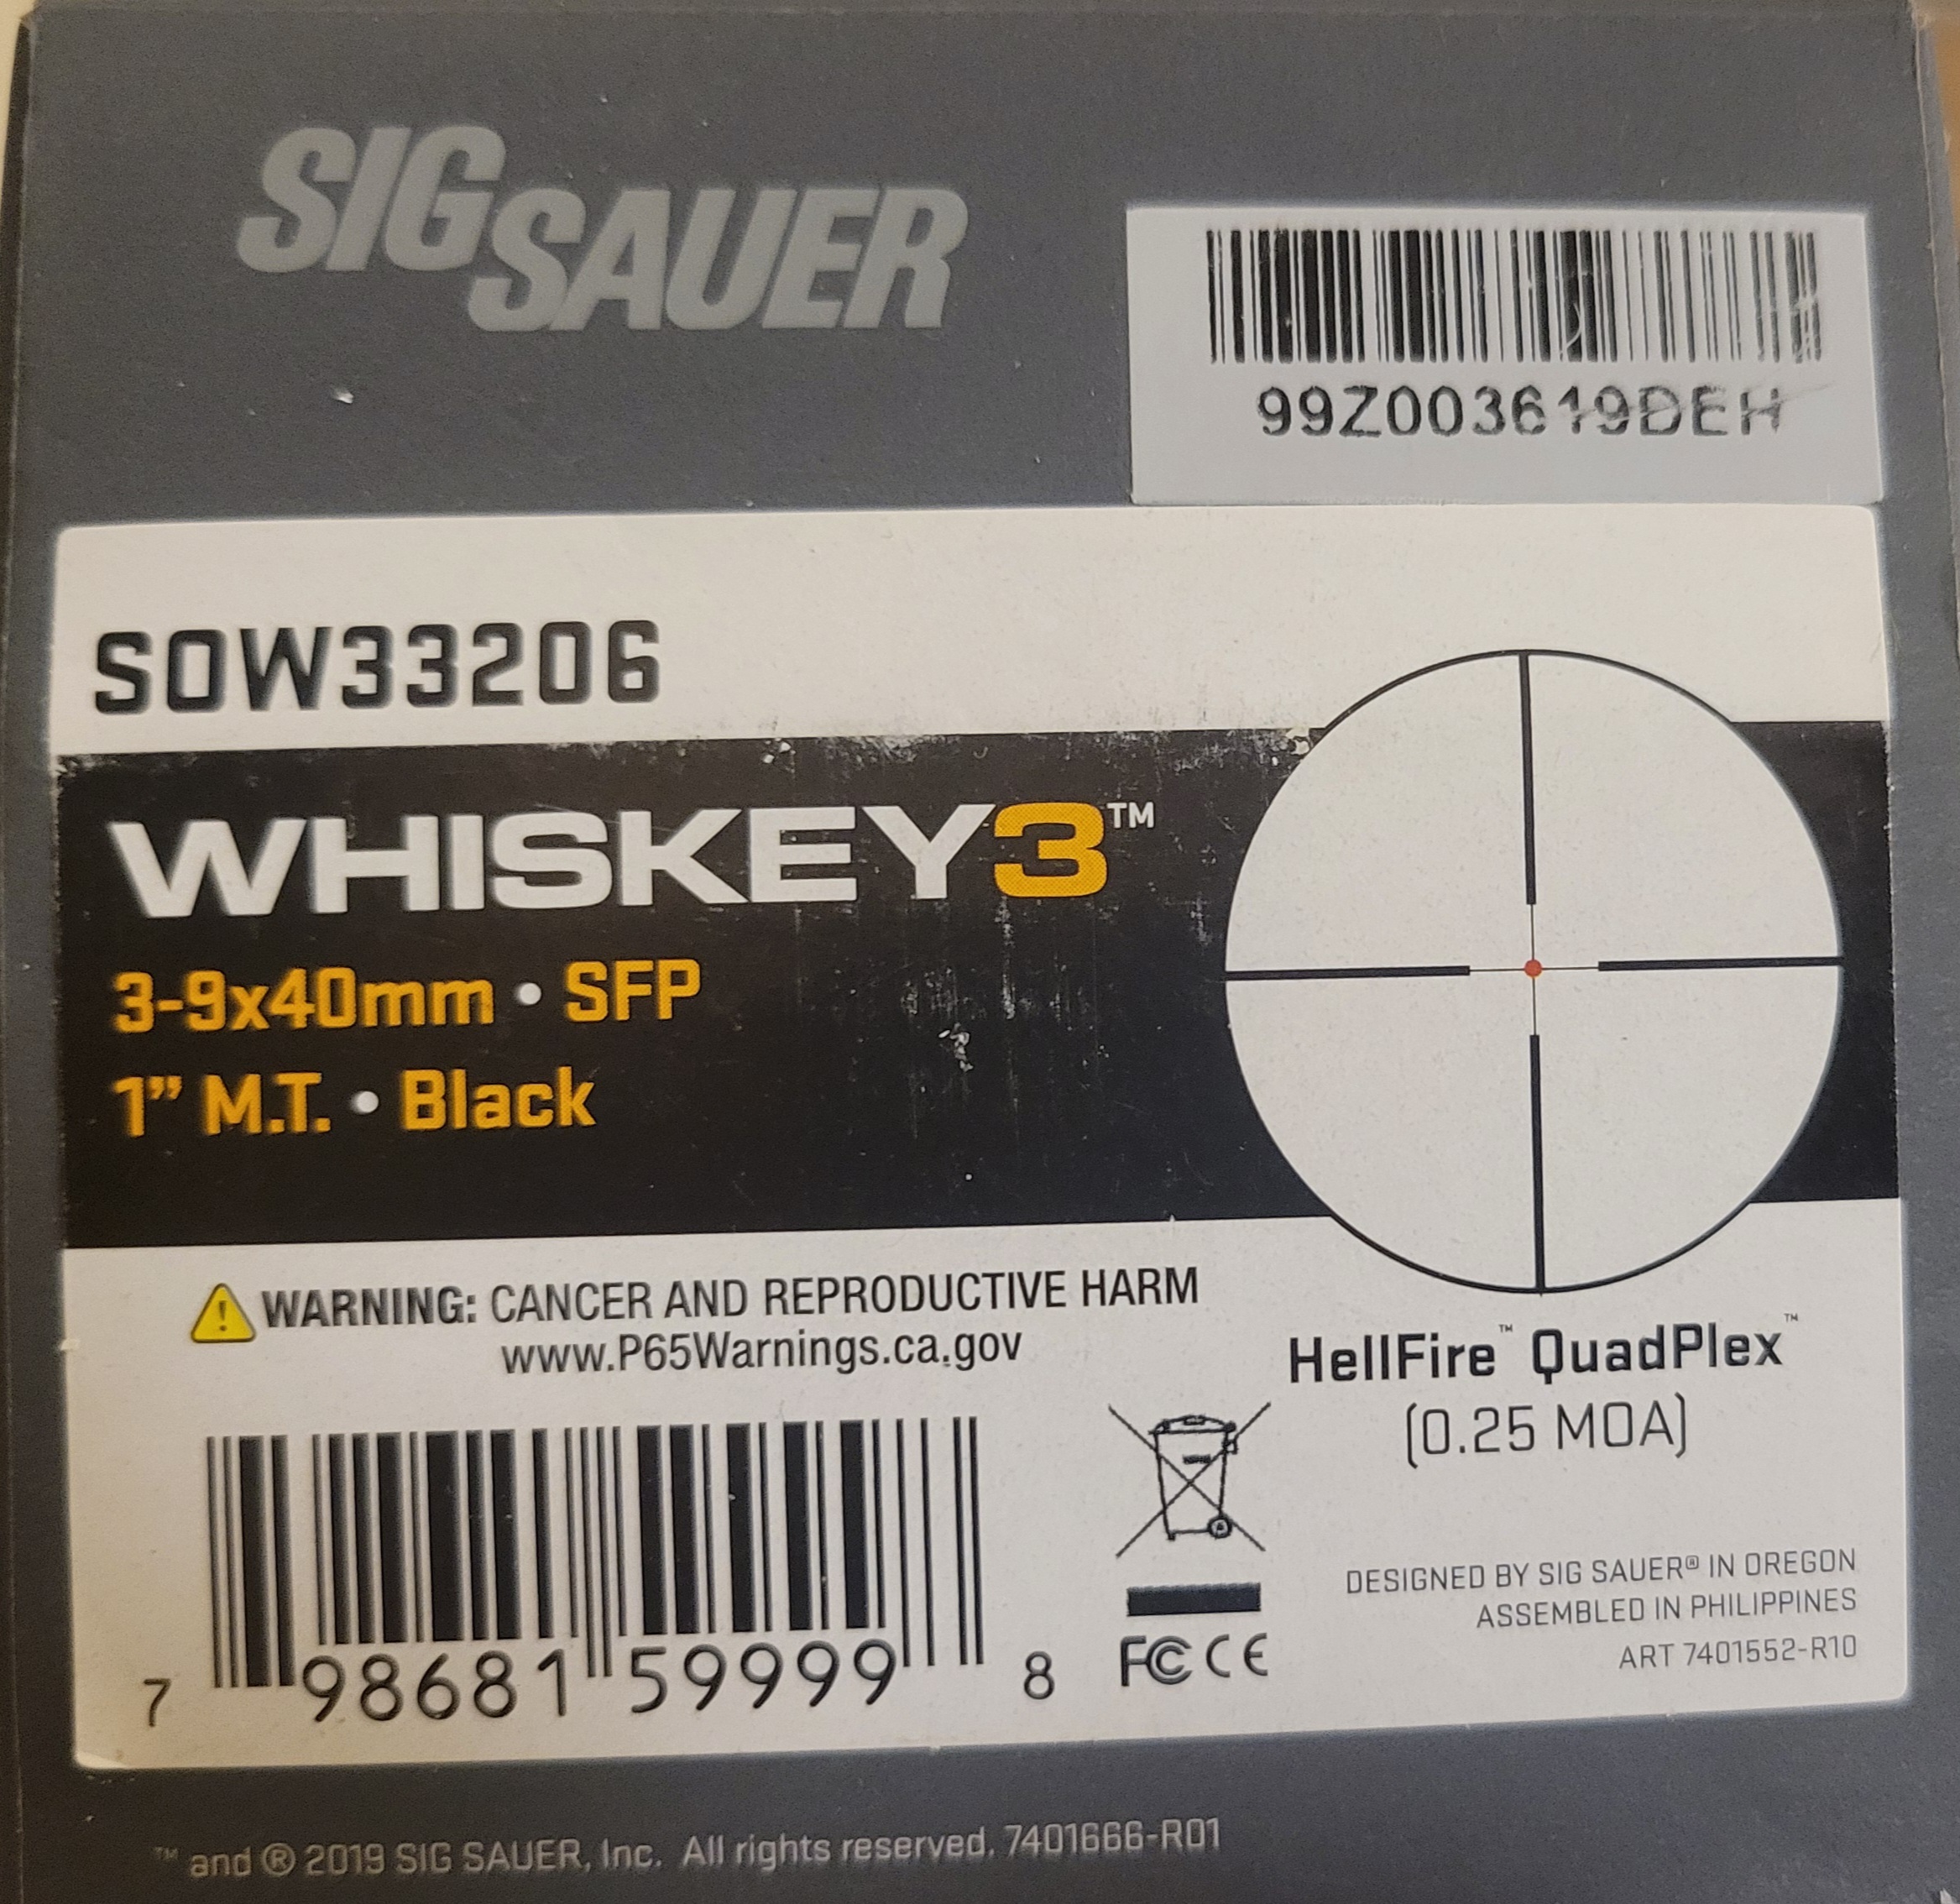 SIG SAUER
99Z003619DEH
SOW33206
WHISKEY3™
3-9x40mm • SFP
1” M.T. • Black
WARNING: CANCER AND REPRODUCTIVE HARM
www.P65Warnings.ca.gov
HellFire™ QuadPlex™
(0.25 MOA)
7 98681 59999 8
FC CE
DESIGNED BY SIG SAUER® IN OREGON
ASSEMBLED IN PHILIPPINES
ART 7401552-R10
™ and ® 2019 SIG SAUER, Inc. All rights reserved. 7401666-R01